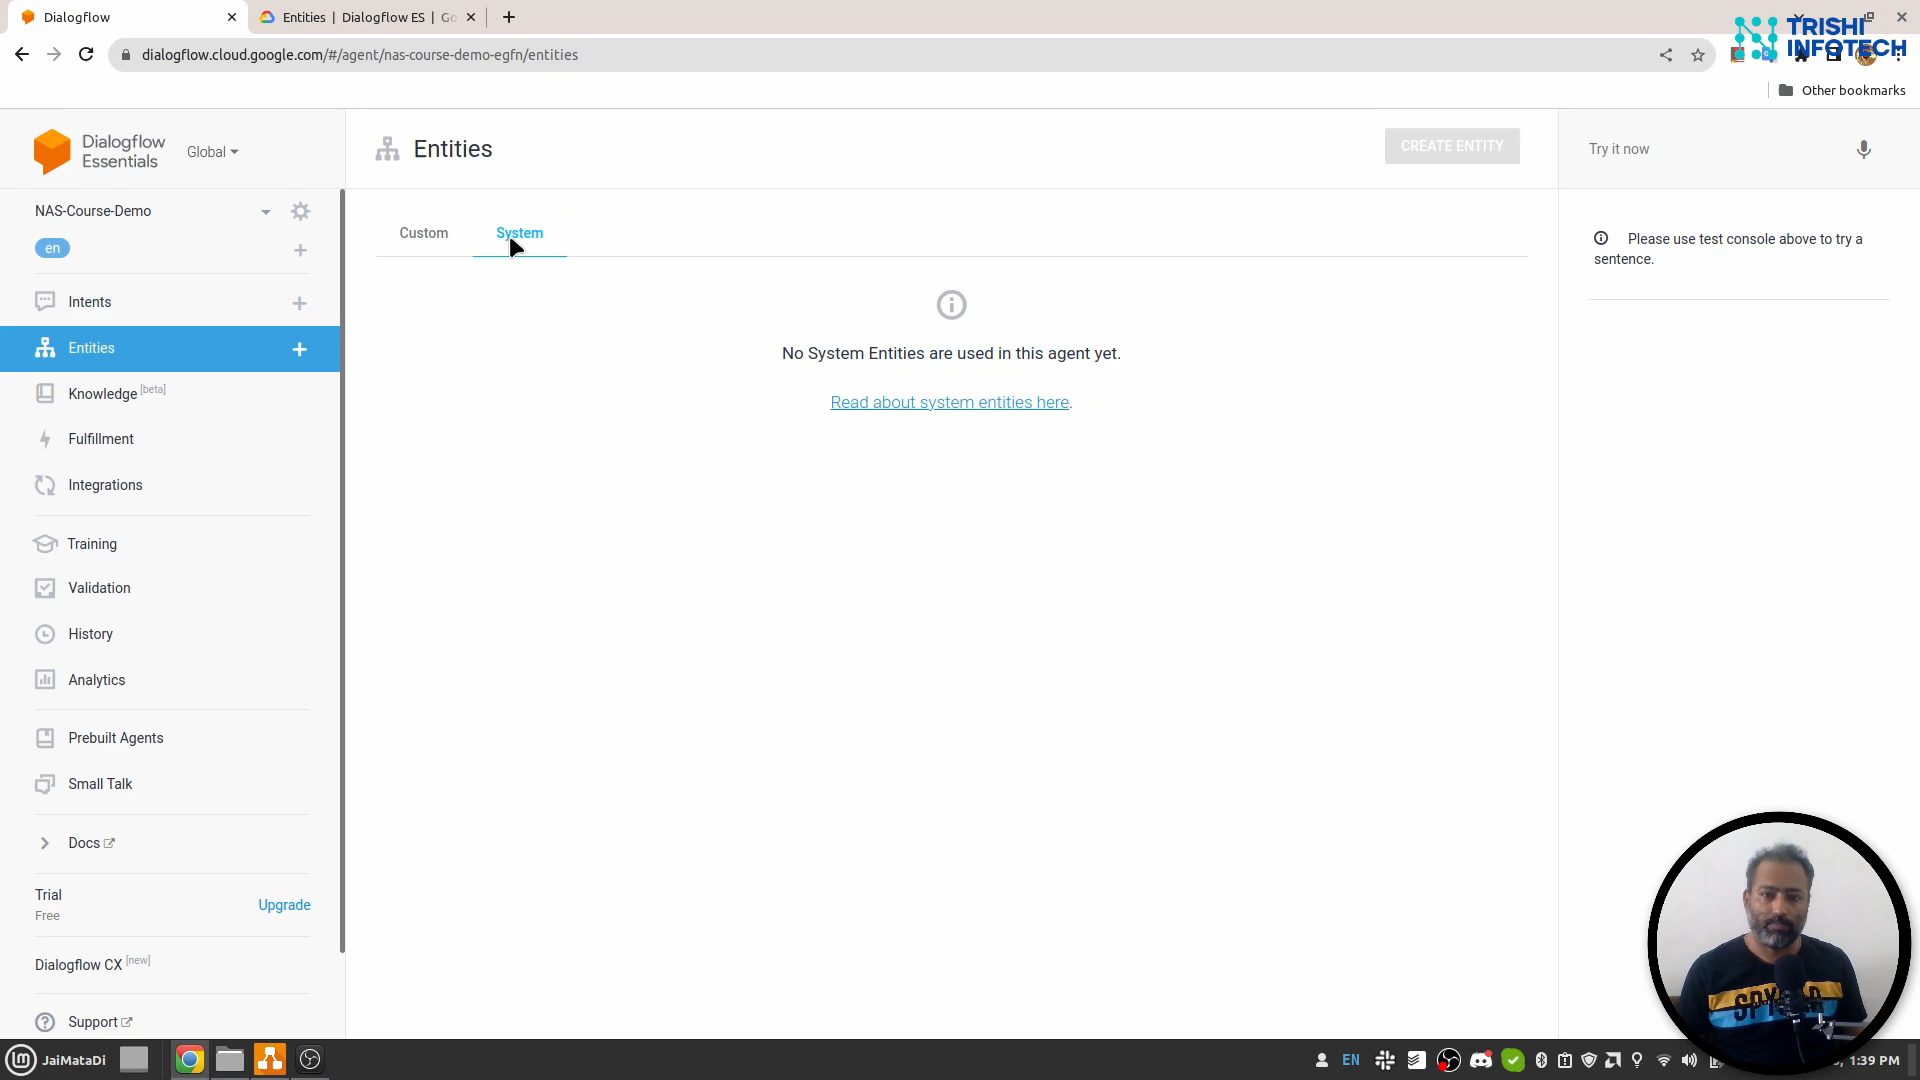 Dialogflow
Entities | Dialogflow ES | Go
TRISHI
INFOTECH
dialogflow.cloud.google.com/#/agent/nas-course-demo-egfn/entities
Other bookmarks
Dialogflow
Essentials
Global
Entities
CREATE ENTITY
Try it now
NAS-Course-Demo
en
Custom
System
Please use test console above to try a
sentence.
Intents
Entities
No System Entities are used in this agent yet.
Knowledge [beta]
Read about system entities here.
Fulfillment
Integrations
Training
Validation
History
Analytics
Prebuilt Agents
Small Talk
Docs
Trial
Free
Upgrade
Dialogflow CX [new]
Support
JaiMataDi
EN
1:39 PM